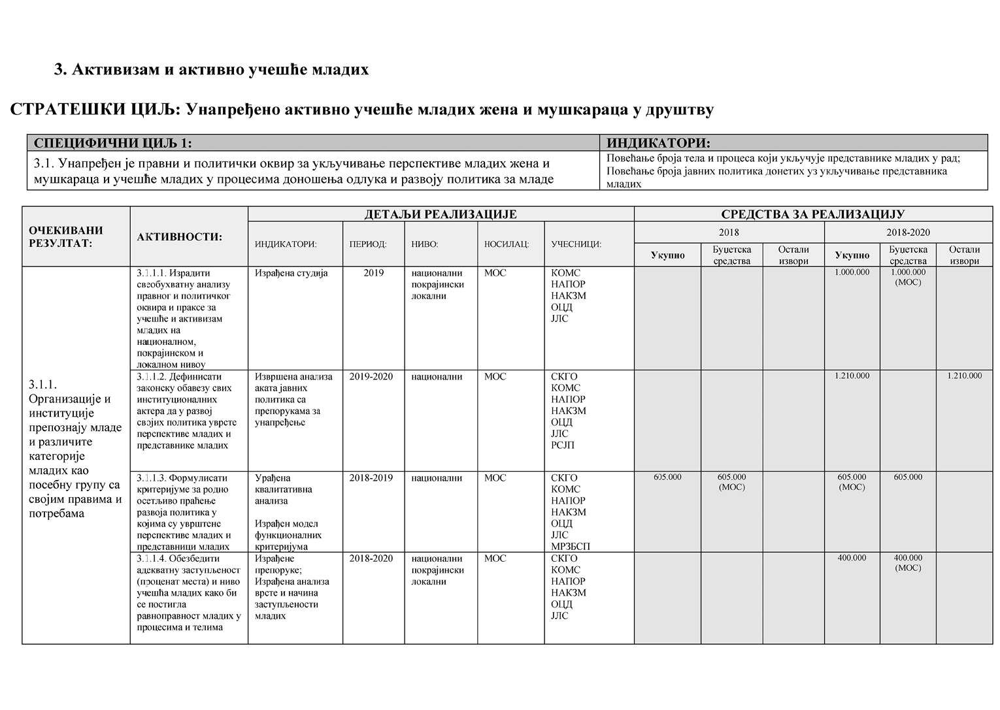 3. Активизам и активно учешће младих
СТРАТЕШКИ ЦИЉ: Унапређено активно учешће младих жена и мушкараца у друштву
СПЕЦИФИЧНИ ЦИЉ 1:
ИНДИКАТОРИ:
3.1. Унапређен је правни и политички оквир за укључивање перспективе младих жена и
мушкараца и учешће младих у процесима доношења одлука и развоју политика за младе
Повећање броја тела и процеса који укључује представнике младих у рад;
Повећање броја јавних политика донетих уз укључивање представника
младих
ОЧЕКИВАНИ
РЕЗУЛТАТ:
АКТИВНОСТИ:
ДЕТАЉИ РЕАЛИЗАЦИЈЕ
СРЕДСТВА ЗА РЕАЛИЗАЦИЈУ
ИНДИКАТОРИ:
ПЕРИОД:
НИВО:
НОСИЛАЦ:
УЧЕСНИЦИ:
2018
2018-2020
Укупно
Буџетска
средства
Остали
извори
Укупно
Буџетска
средства
Остали
извори
3.1.1.
Организације и
институције
препознају младе
и различите
категорије
младих као
посебну групу са
својим правима и
потребама
3.1.1.1. Израдити
свеобухватну анализу
правног и политичког
оквира и праксе за
учешће и активизам
младих на
националном,
покрајинском и
локалном нивоу
Израђена студија
2019
национални
покрајински
локални
МОС
КОМС
НАПОР
НАКЗМ
ОЦД
ЈЛС
1.000.000
1.000.000
(МОС)
3.1.1.2. Дефинисати
законску обавезу свих
институционалних
актера да у развој
својих политика уврсте
перспективе младих и
представнике младих
Извршена анализа
аката јавних
политика са
препорукама за
унапређење
2019-2020
национални
МОС
СКГО
КОМС
НАПОР
НАКЗМ
ОЦД
ЈЛС
РСЈП
1.210.000
1.210.000
3.1.1.3. Формулисати
критеријуме за родно
осетљиво праћење
развоја политика у
којима су уврштене
перспективе младих и
представници младих
Урађена
квалитативна
анализа
Израђен модел
функционалних
критеријума
2018-2019
национални
МОС
СКГО
КОМС
НАПОР
НАКЗМ
ОЦД
ЈЛС
МРЗБСП
605.000
605.000
(МОС)
605.000
(МОС)
605.000
3.1.1.4. Обезбедити
адекватну заступљеност
(проценат места) и ниво
учешћа младих како би
се постигла
равноправност младих у
процесима и телима
Израђене
препоруке;
Израђена анализа
врсте и начина
заступљености
младих
2018-2020
национални
покрајински
локални
МОС
СКГО
КОМС
НАПОР
НАКЗМ
ОЦД
ЈЛС
400.000
400.000
(МОС)